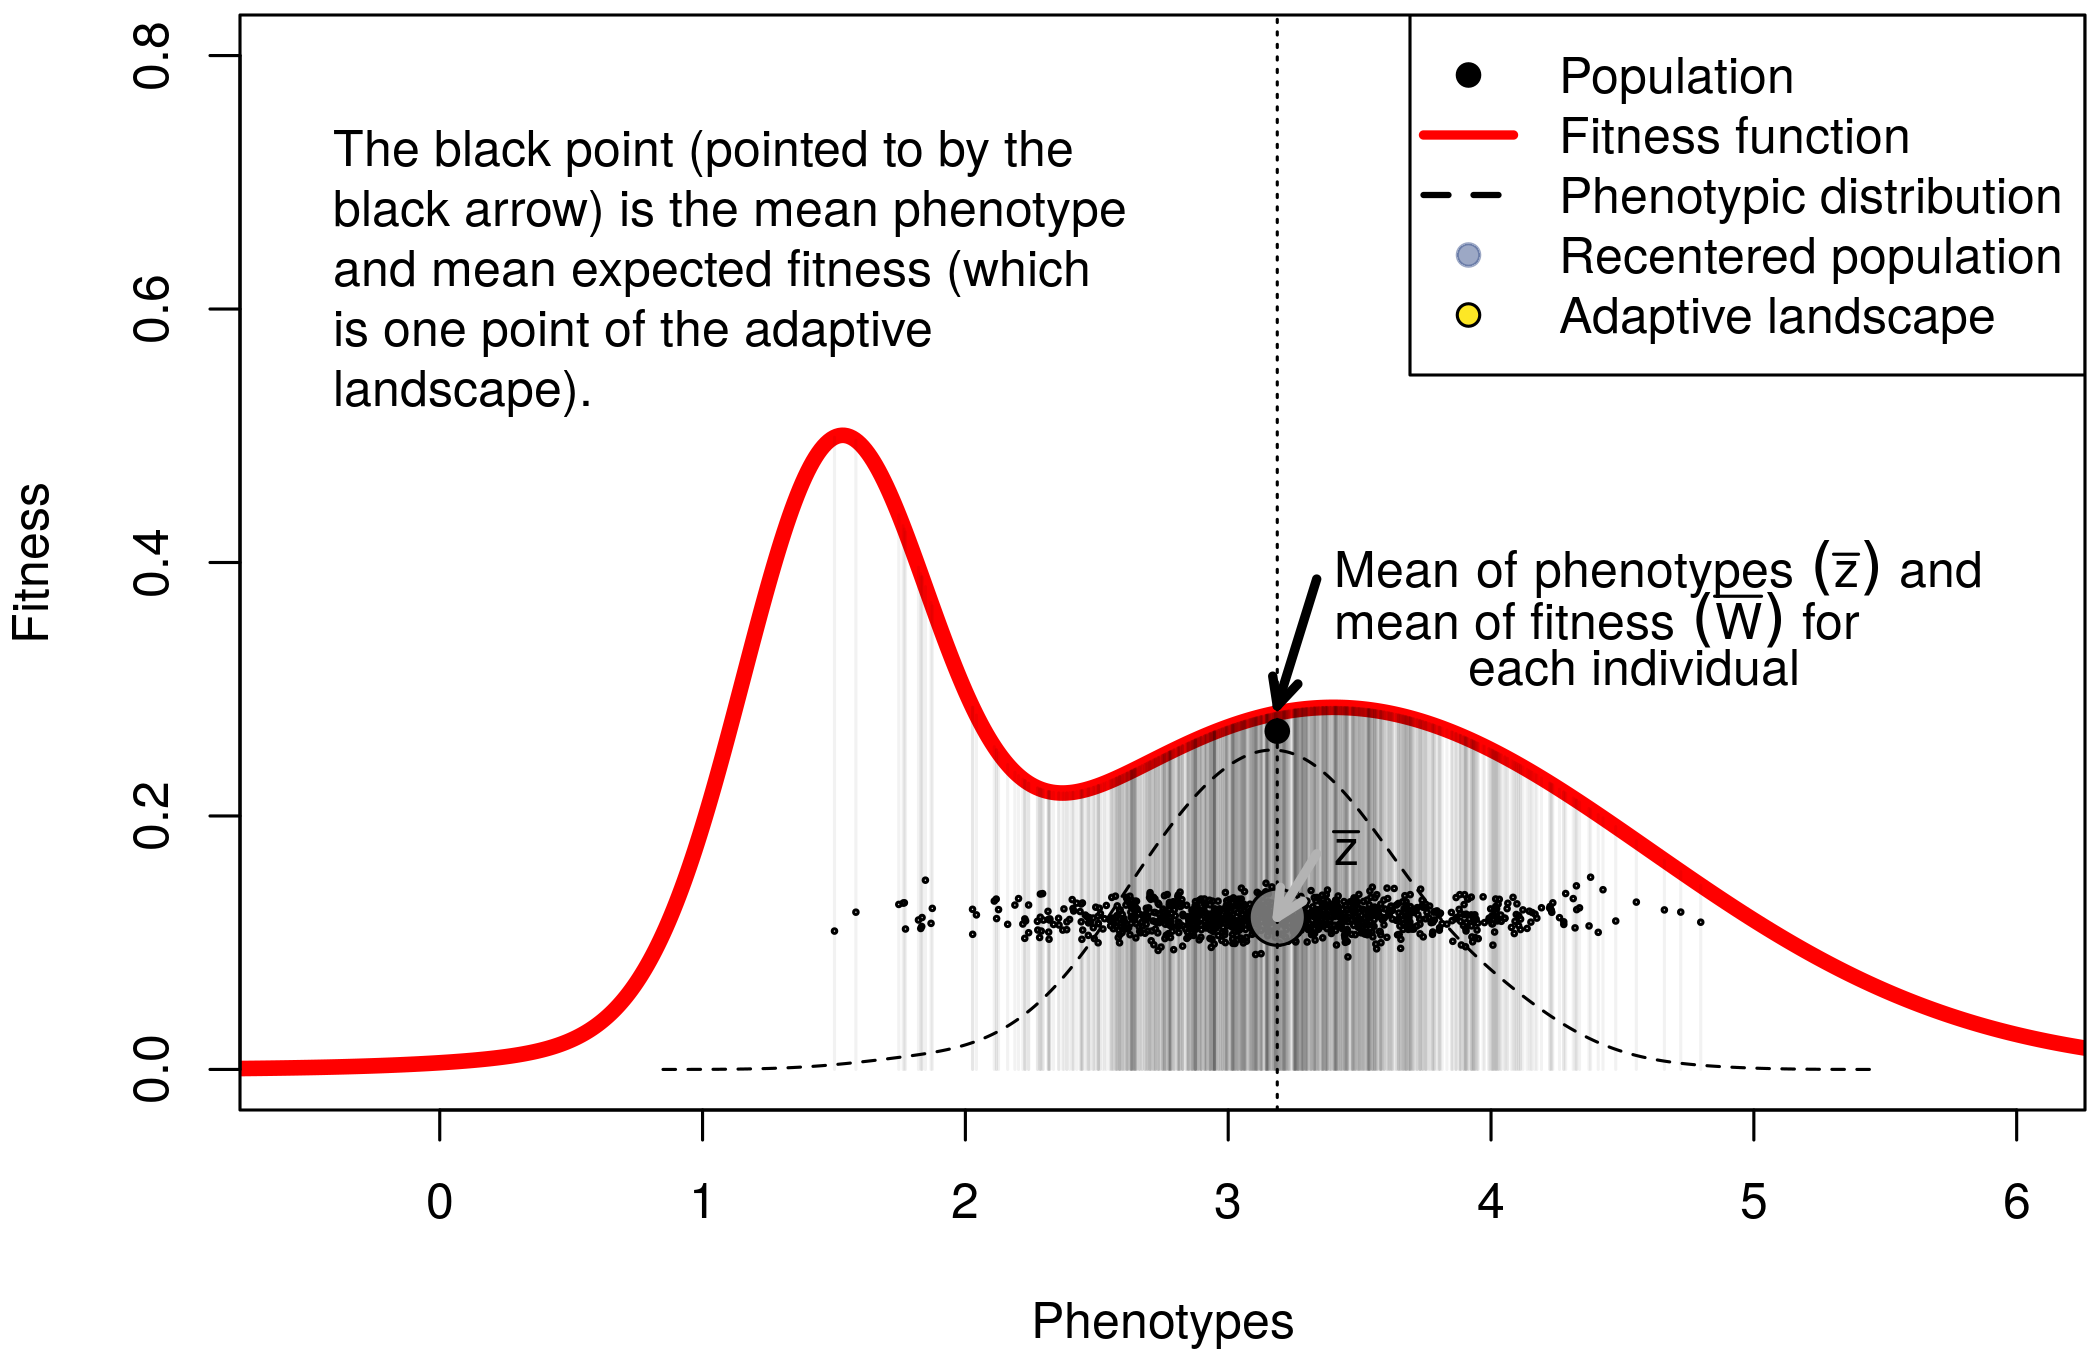 The black point (pointed to by the
black arrow) is the mean phenotype
and mean expected fitness (which
is one point of the adaptive
landscape).
Population
Fitness function
Phenotypic distribution
Recentered population
Adaptive landscape
Mean of phenotypes (z̅) and
mean of fitness (W̅) for
each individual
z̅
Fitness
0.8
0.6
0.4
0.2
0.0
0 1 2 3 4 5 6
Phenotypes